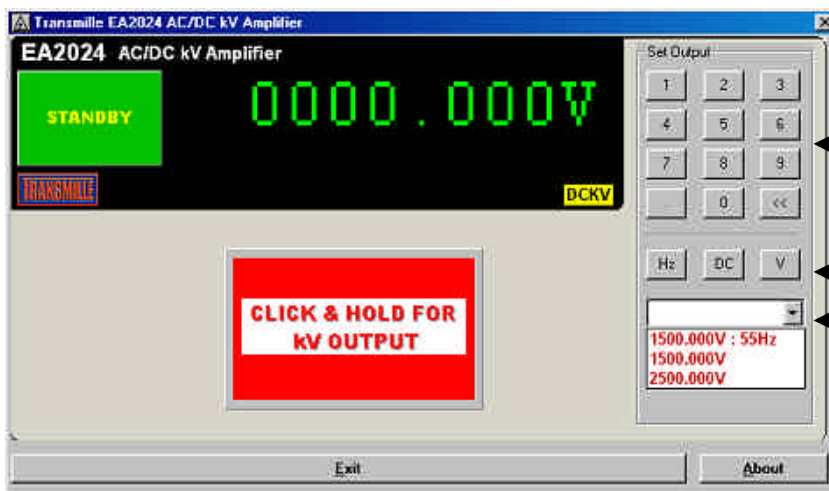 Transmille EA2024 AC/DC kV Amplifier
EA2024 AC/DC kV Amplifier
STANDBY
0000.000V
TRANSMILLE
DCKV
CLICK & HOLD FOR
kV OUTPUT
Set Output
1 2 3
4 5 6
7 8 9
. 0 <<
Hz DC V
1500.000V : 55Hz
1500.000V
2500.000V
Exit
About